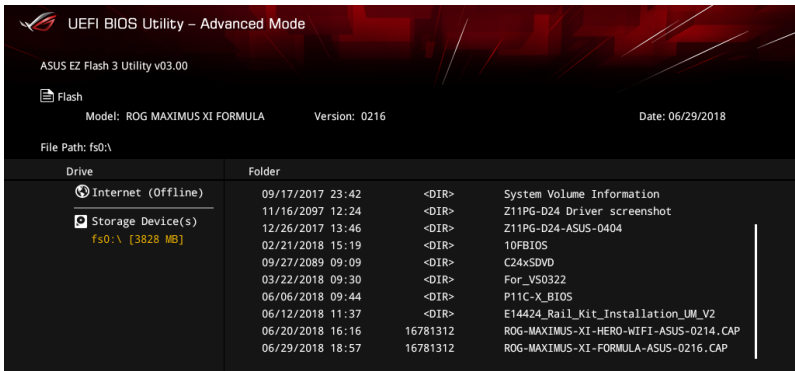 UEFI BIOS Utility – Advanced Mode
ASUS EZ Flash 3 Utility v03.00
Flash
Model: ROG MAXIMUS XI FORMULA Version: 0216 Date: 06/29/2018
File Path: fs0:\
Drive Folder
Internet (Offline)
Storage Device(s)
fs0:\ [3828 MB]
09/17/2017 23:42 <DIR> System Volume Information
11/16/2097 12:24 <DIR> Z11PG-D24 Driver screenshot
12/26/2017 13:46 <DIR> Z11PG-D24-ASUS-0404
02/21/2018 15:19 <DIR> 10FBIOS
09/27/2089 09:09 <DIR> C24xSDVD
03/22/2018 09:30 <DIR> For_VS0322
06/06/2018 09:44 <DIR> P11C-X_BIOS
06/12/2018 11:37 <DIR> E14424_Rail_Kit_Installation_UM_V2
06/20/2018 16:16 16781312 ROG-MAXIMUS-XI-HERO-WIFI-ASUS-0214.CAP
06/29/2018 18:57 16781312 ROG-MAXIMUS-XI-FORMULA-ASUS-0216.CAP